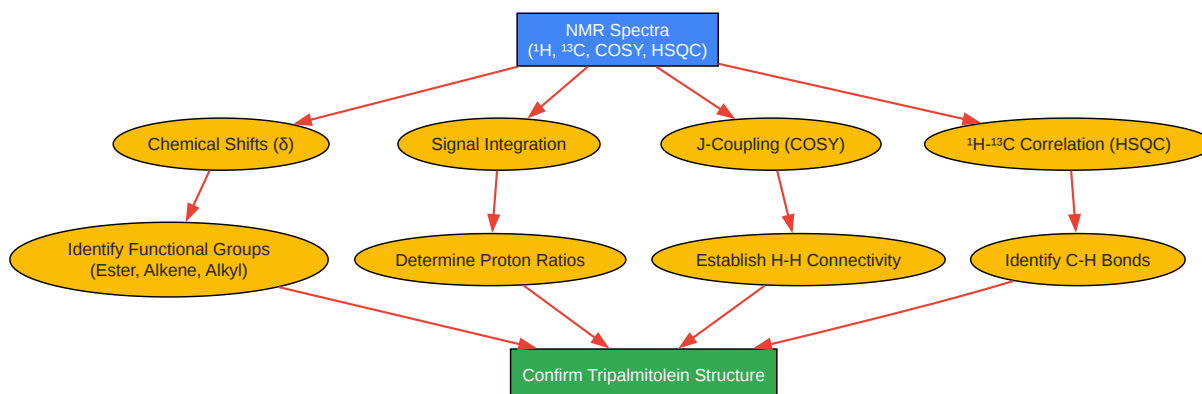 NMR Spectra
(¹H, ¹³C, COSY, HSQC)
Chemical Shifts (δ)
Signal Integration
J-Coupling (COSY)
¹H-¹³C Correlation (HSQC)
Identify Functional Groups
(Ester, Alkene, Alkyl)
Determine Proton Ratios
Establish H-H Connectivity
Identify C-H Bonds
Confirm Tripalmitolein Structure